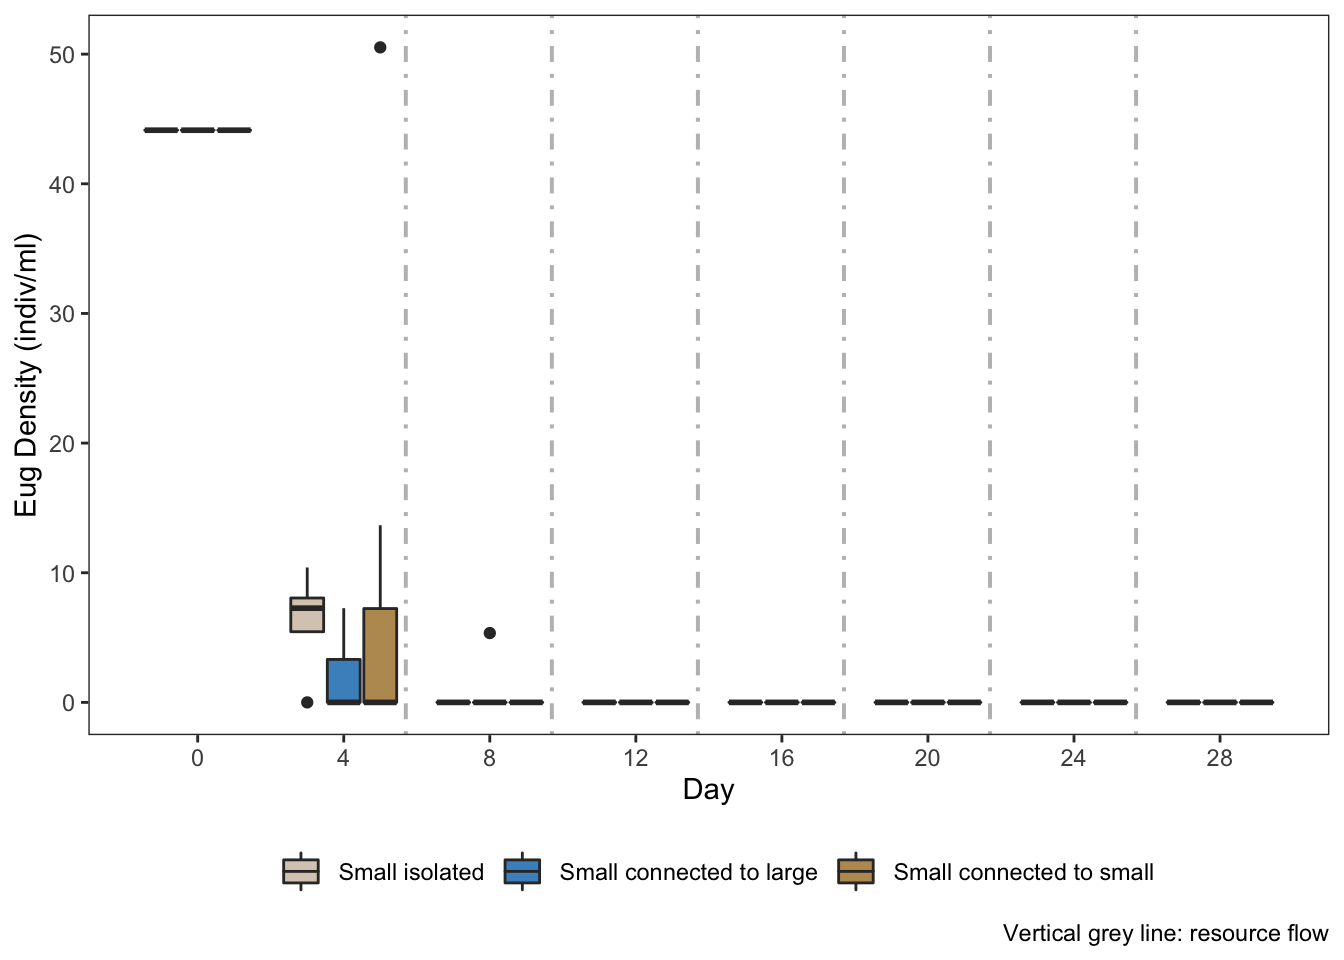 50
40
30
20
10
0
Eug Density (indiv/ml)
0 4 8 12 16 20 24 28
Day
Small isolated Small connected to large Small connected to small
Vertical grey line: resource flow